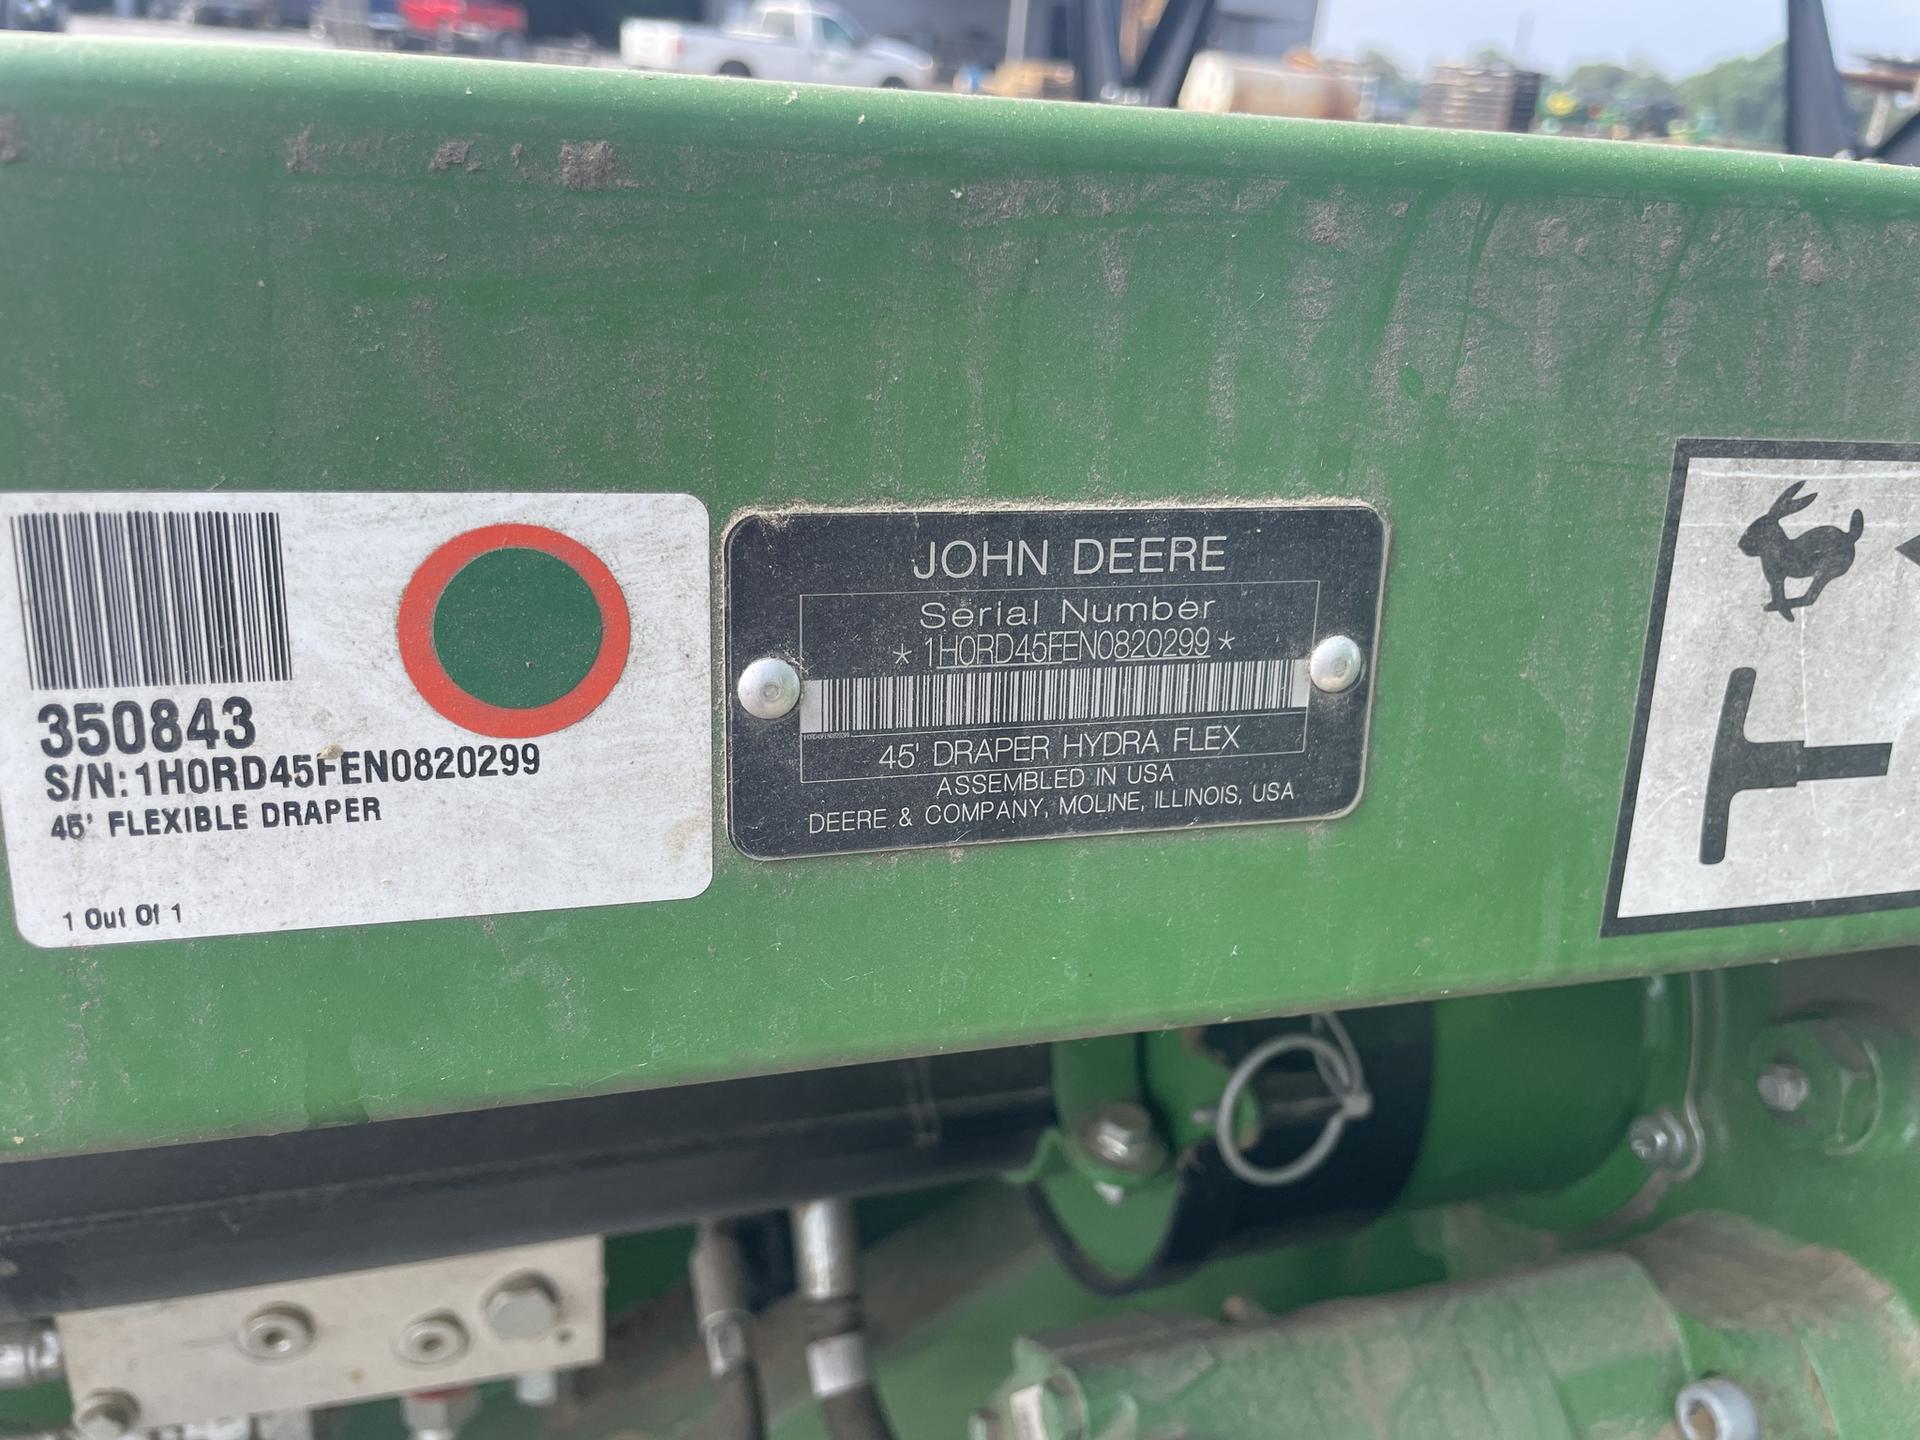 350843
S/N: 1H0RD45FEN0820299
45' FLEXIBLE DRAPER
1 Out Of 1
JOHN DEERE
Serial Number
* 1H0RD45FEN0820299 *
45' DRAPER HYDRA FLEX
ASSEMBLED IN USA
DEERE & COMPANY, MOLINE, ILLINOIS, USA